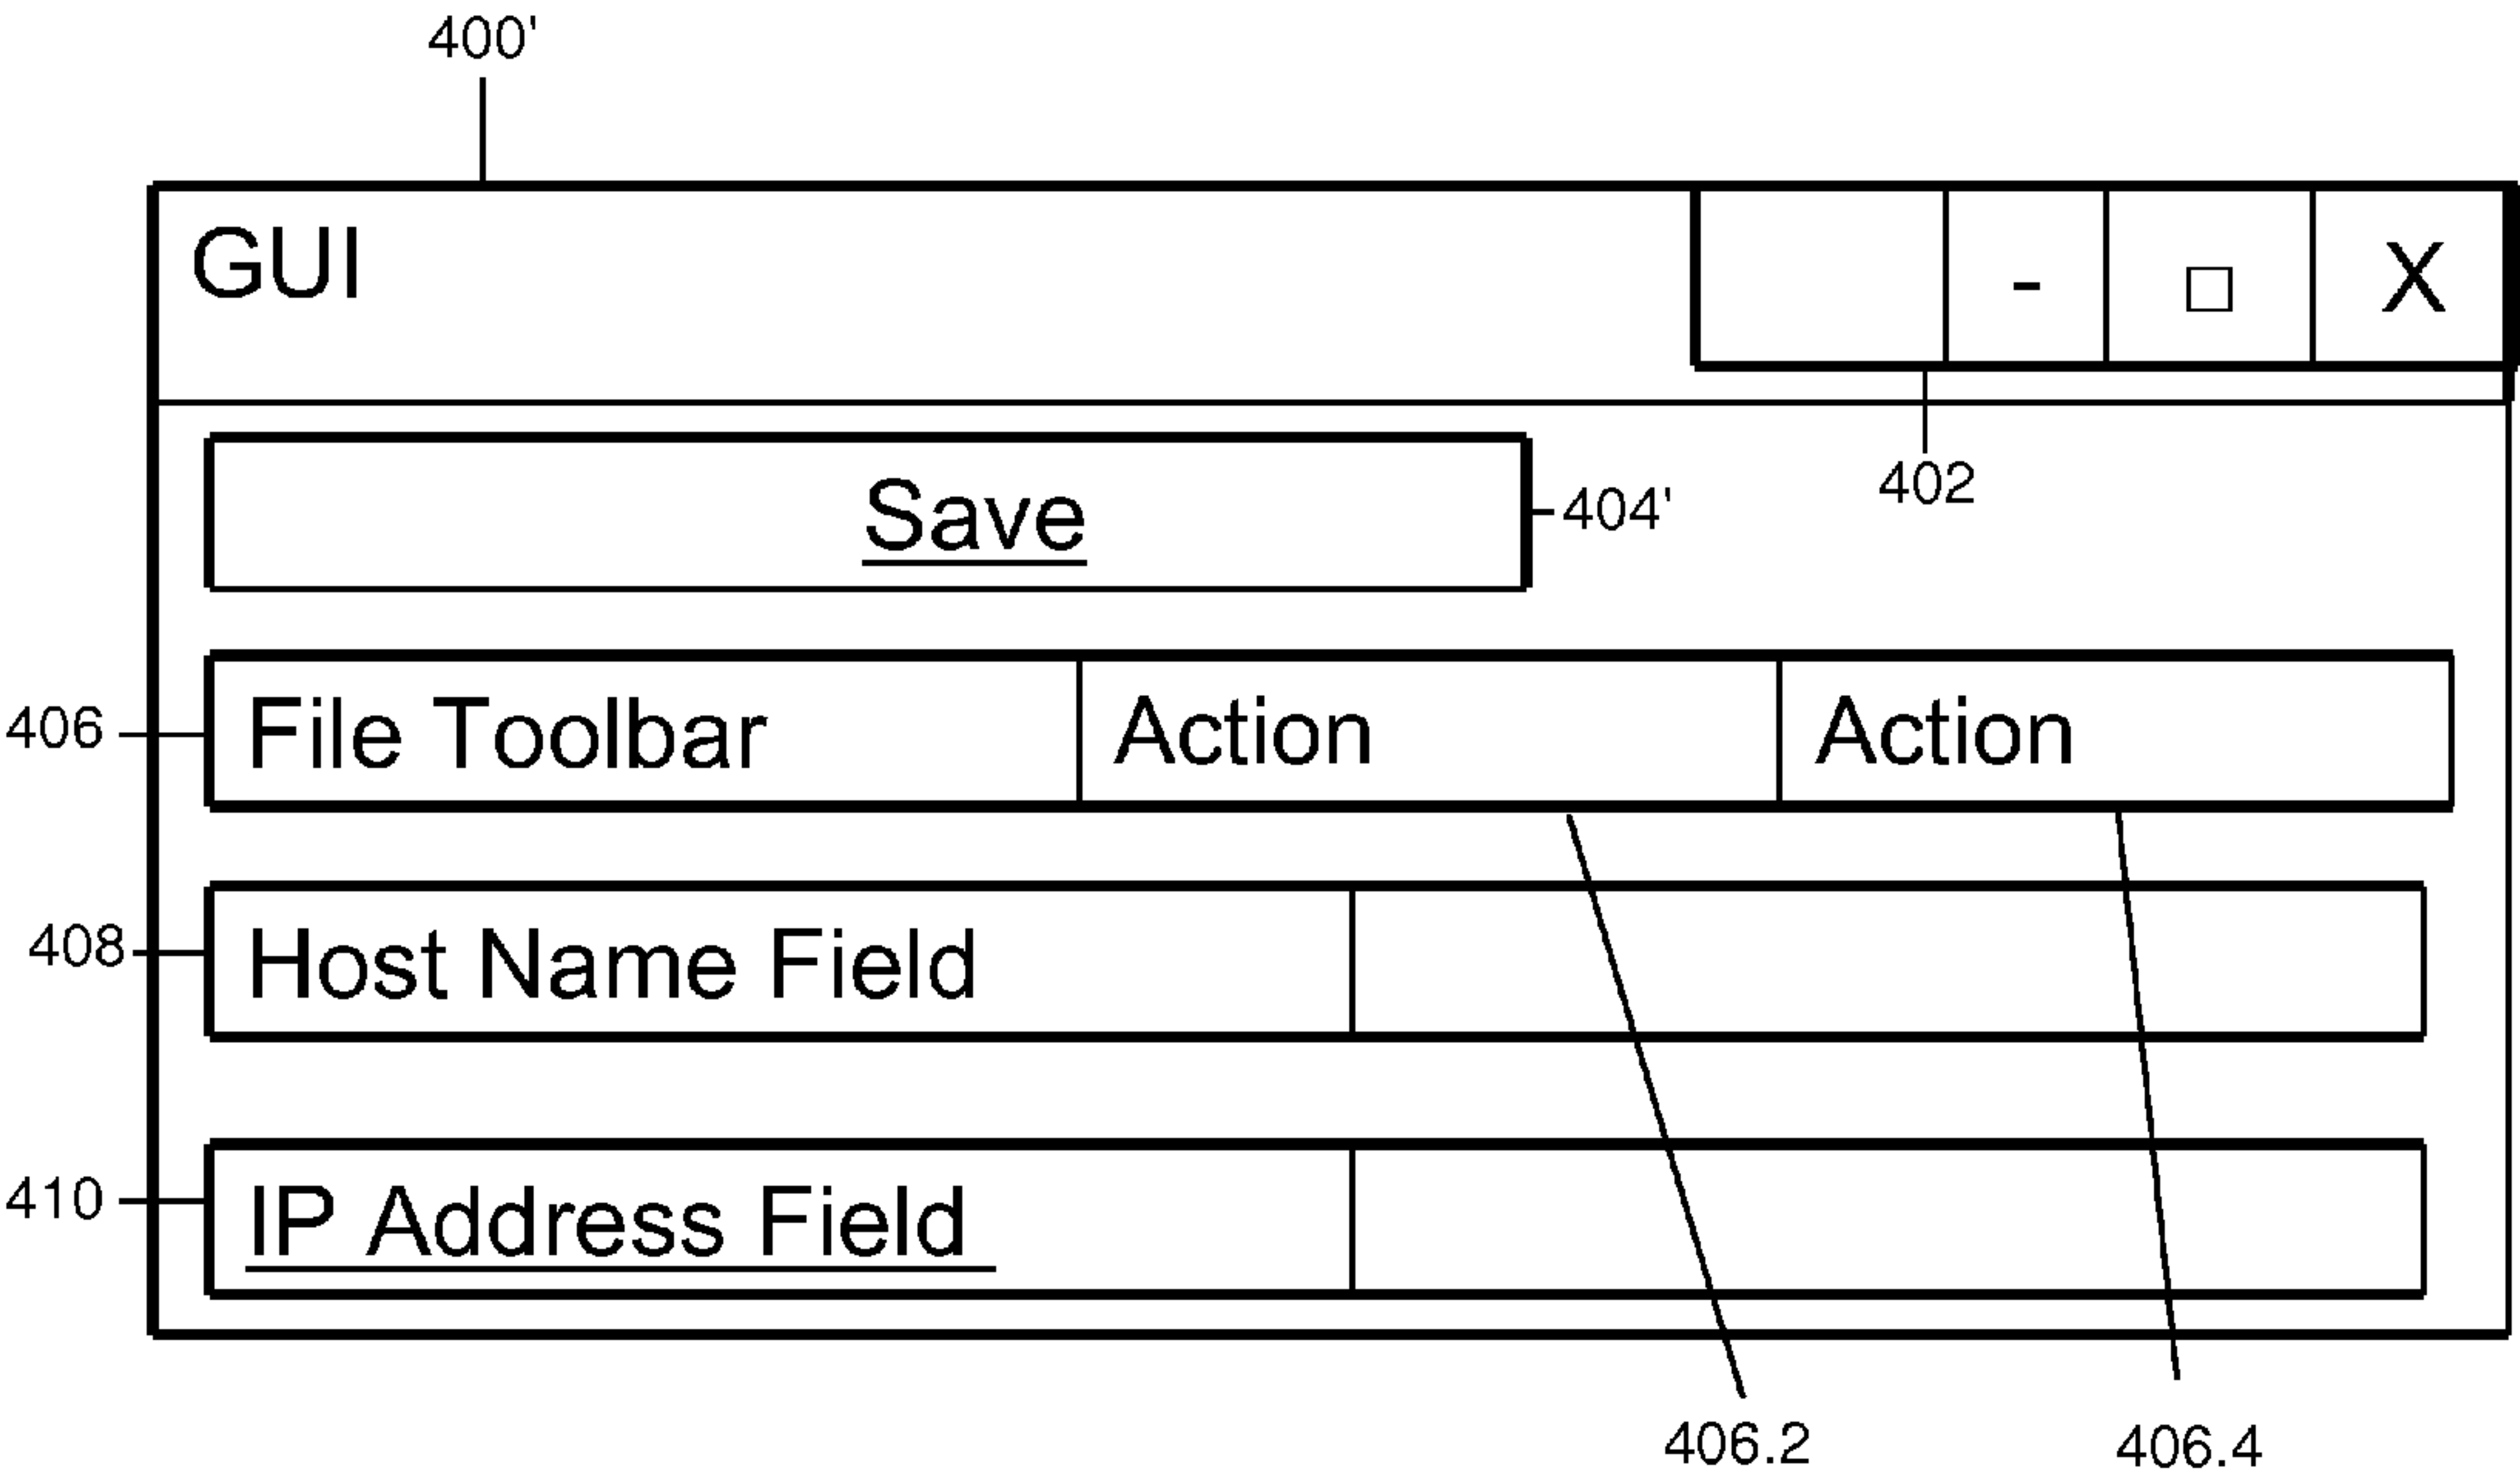 400'
GUI - □ X
402
Save 404'
406 File Toolbar Action Action
408 Host Name Field
410 IP Address Field
406.2 406.4